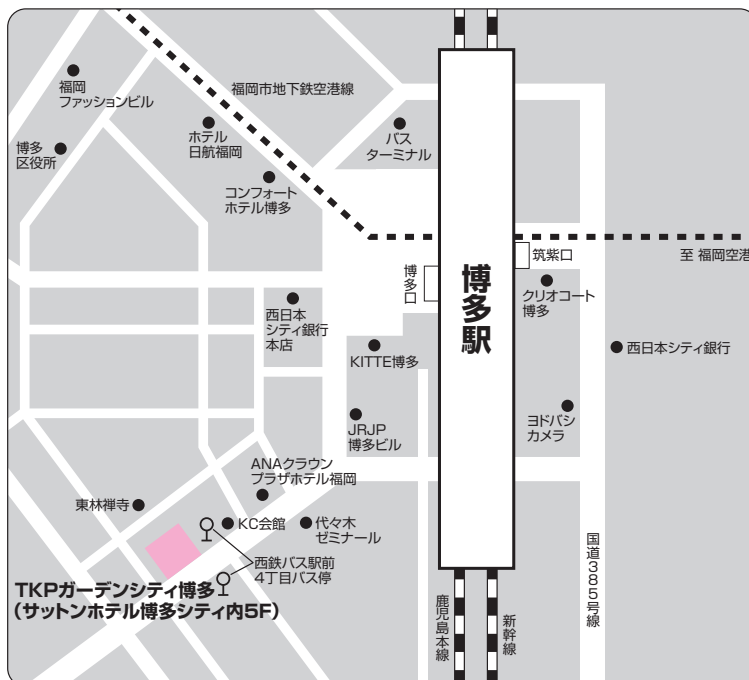 福岡
ファッションビル
福岡市地下鉄空港線
ホテル
日航福岡
バス
ターミナル
博多
区役所
コンフォート
ホテル博多
筑紫口
至 福岡空港
博多口
博多駅
クリオコート
博多
西日本
シティ銀行
本店
KITTE博多
西日本シティ銀行
JRJP
博多ビル
ヨドバシ
カメラ
ANAクラウン
プラザホテル福岡
東林禅寺
KC会館
代々木
ゼミナール
西鉄バス駅前
4丁目バス停
国道385号線
TKPガーデンシティ博多
(サットンホテル博多シティ内5F)
鹿児島本線
新幹線